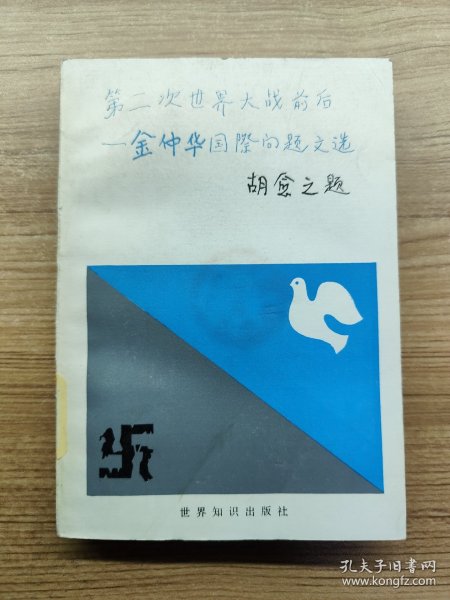 第二次世界大战前后
—金仲华国際问题文选
胡愈之题
世界知识出版社
孔夫子旧书网
www.kongfz.com